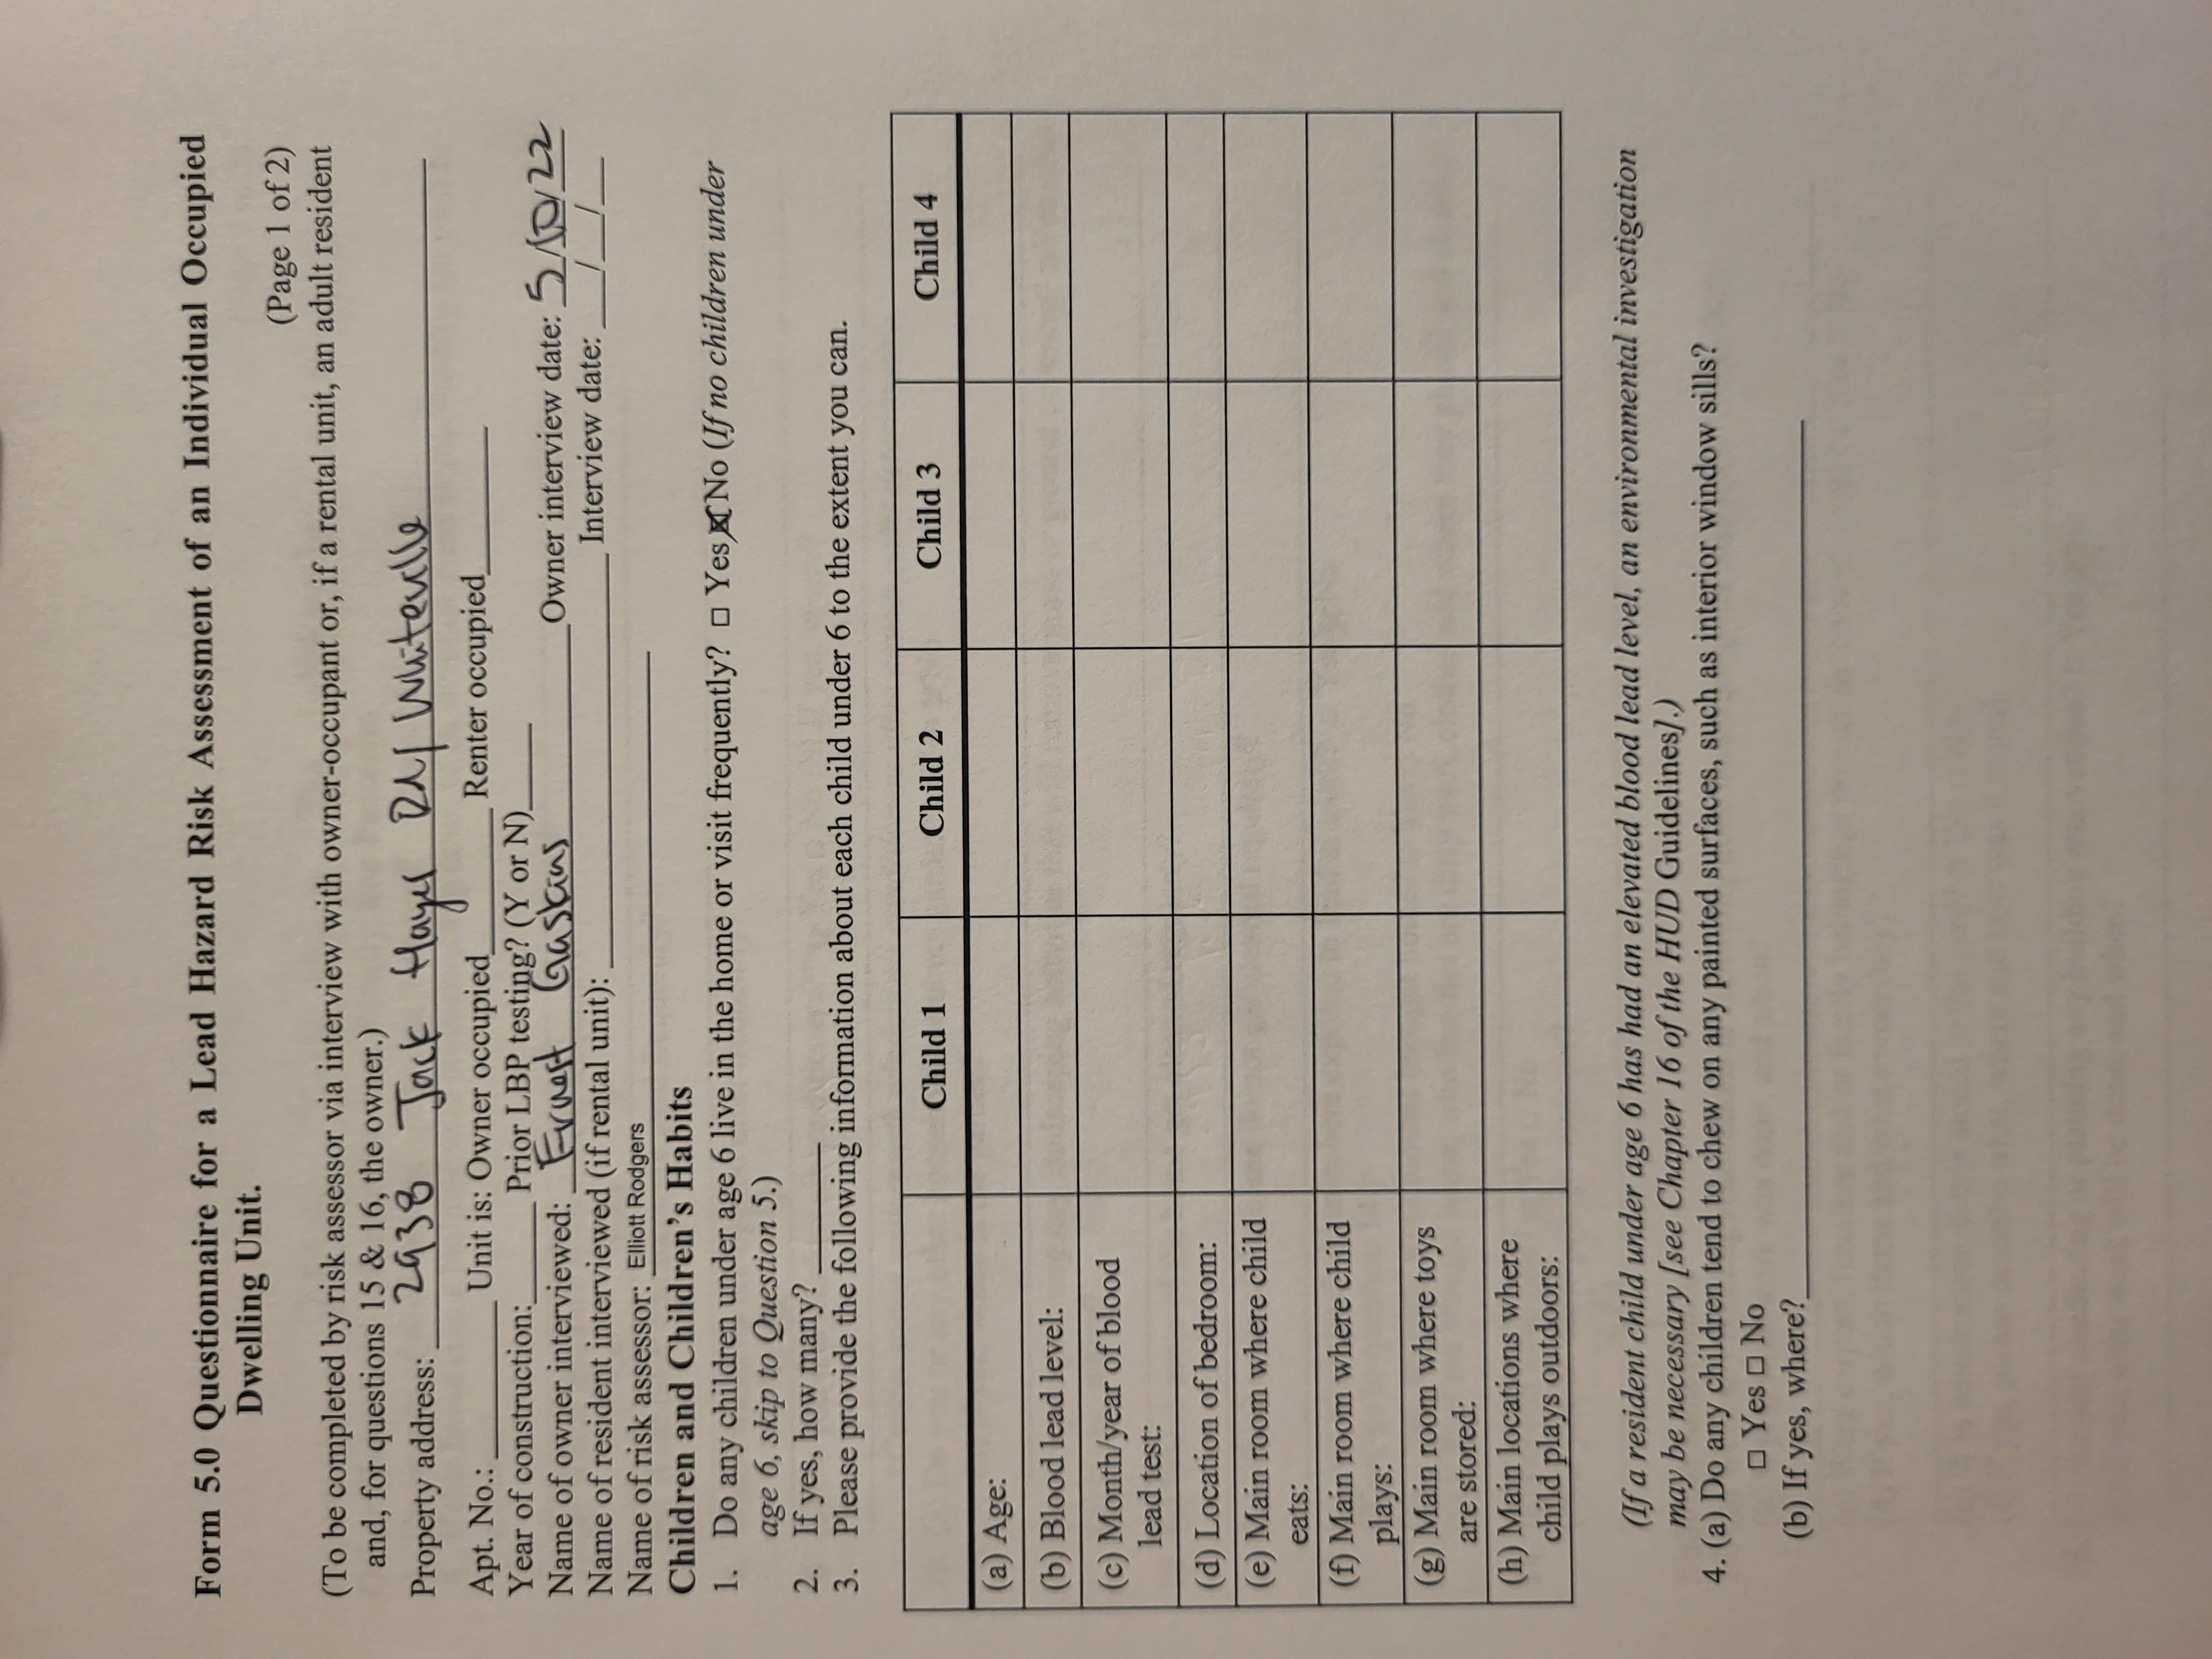 Form 5.0 Questionnaire for a Lead Hazard Risk Assessment of an Individual Occupied
Dwelling Unit.
(Page 1 of 2)
(To be completed by risk assessor via interview with owner-occupant or, if a rental unit, an adult resident
and, for questions 15 & 16, the owner.)
Property address: 2938 Jack Hayes Rd / Whiteville
Apt. No.: Unit is: Owner occupied Renter occupied
Year of construction: Prior LBP testing? (Y or N)
Name of owner interviewed: Ernest Gaskins Owner interview date: 5/10/22
Name of resident interviewed (if rental unit): Interview date: / /
Name of risk assessor: Elliott Rodgers
Children and Children's Habits
1. Do any children under age 6 live in the home or visit frequently? □ Yes ☒ No (If no children under
age 6, skip to Question 5.)
2. If yes, how many?
3. Please provide the following information about each child under 6 to the extent you can.
Child 1 Child 2 Child 3 Child 4
(a) Age:
(b) Blood lead level:
(c) Month/year of blood
lead test:
(d) Location of bedroom:
(e) Main room where child
eats:
(f) Main room where child
plays:
(g) Main room where toys
are stored:
(h) Main locations where
child plays outdoors:
(If a resident child under age 6 has had an elevated blood lead level, an environmental investigation
may be necessary [see Chapter 16 of the HUD Guidelines].)
4. (a) Do any children tend to chew on any painted surfaces, such as interior window sills?
□ Yes □ No
(b) If yes, where?